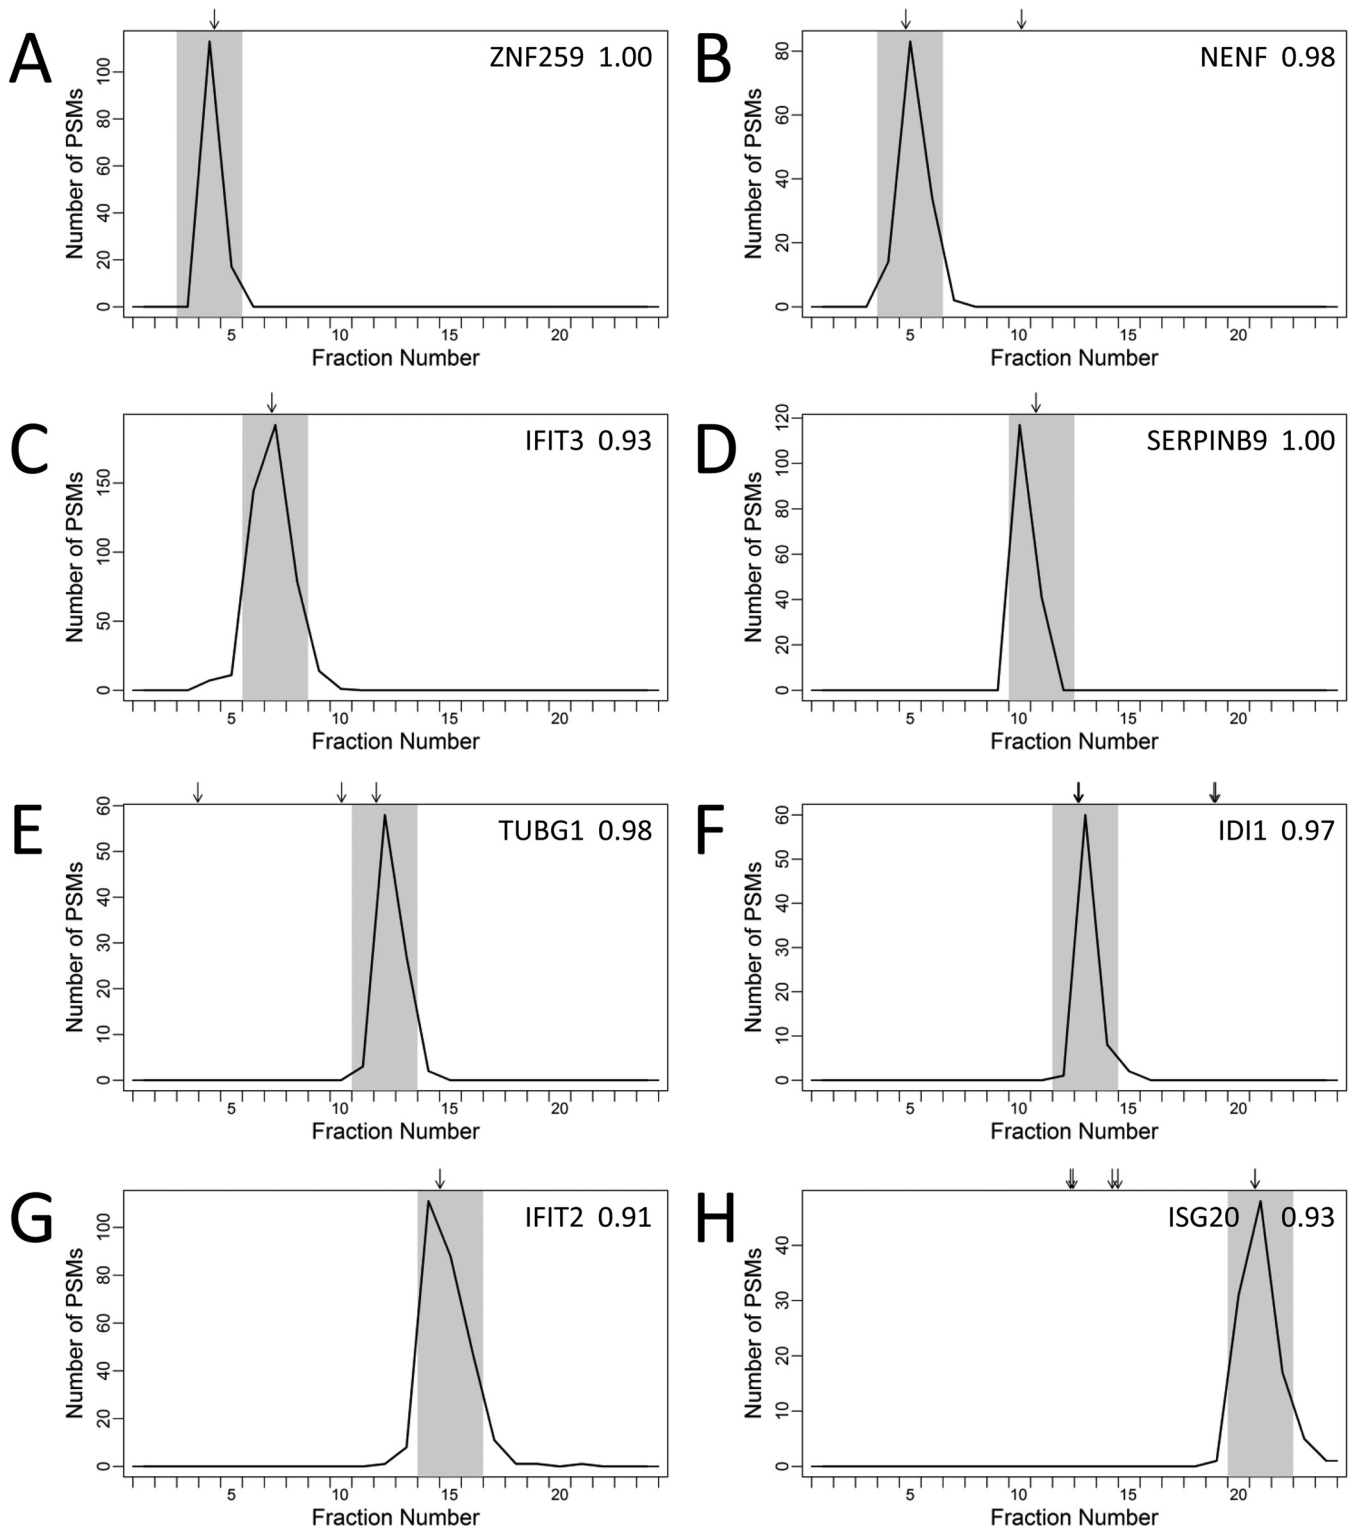 A
ZNF259 1.00
Number of PSMs
0 20 40 60 80 100
5 10 15 20
Fraction Number
B
NENF 0.98
Number of PSMs
0 20 40 60 80
5 10 15 20
Fraction Number
C
IFIT3 0.93
Number of PSMs
0 50 100 150
5 10 15 20
Fraction Number
D
SERPINB9 1.00
Number of PSMs
0 20 40 60 80 100 120
5 10 15 20
Fraction Number
E
TUBG1 0.98
Number of PSMs
0 10 20 30 40 50 60
5 10 15 20
Fraction Number
F
IDI1 0.97
Number of PSMs
0 10 20 30 40 50 60
5 10 15 20
Fraction Number
G
IFIT2 0.91
Number of PSMs
0 20 40 60 80 100
5 10 15 20
Fraction Number
H
ISG20 0.93
Number of PSMs
0 10 20 30 40
5 10 15 20
Fraction Number